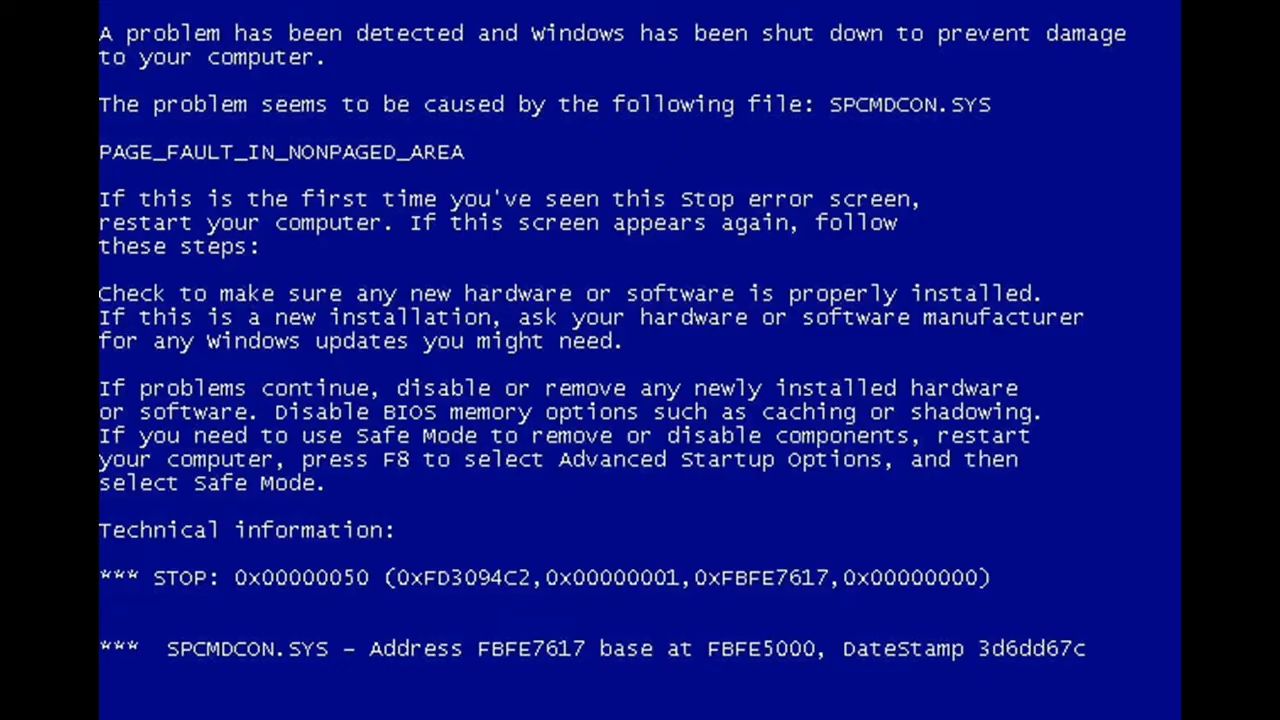 A problem has been detected and Windows has been shut down to prevent damage
to your computer.
The problem seems to be caused by the following file: SPCMDCON.SYS
PAGE_FAULT_IN_NONPAGED_AREA
If this is the first time you've seen this Stop error screen,
restart your computer. If this screen appears again, follow
these steps:
Check to make sure any new hardware or software is properly installed.
If this is a new installation, ask your hardware or software manufacturer
for any Windows updates you might need.
If problems continue, disable or remove any newly installed hardware
or software. Disable BIOS memory options such as caching or shadowing.
If you need to use Safe Mode to remove or disable components, restart
your computer, press F8 to select Advanced Startup Options, and then
select Safe Mode.
Technical information:
*** STOP: 0x00000050 (0xFD3094C2,0x00000001,0xFBFE7617,0x00000000)
***  SPCMDCON.SYS – Address FBFE7617 base at FBFE5000, DateStamp 3d6dd67c